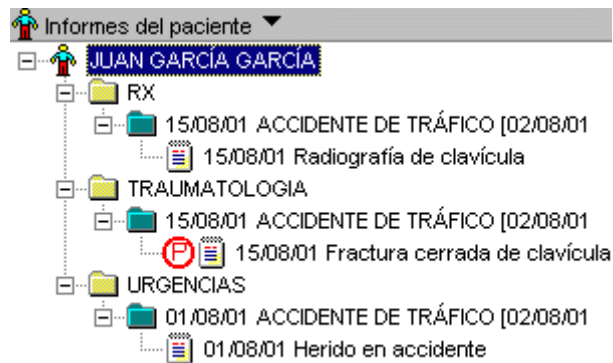 Informes del paciente
JUAN GARCÍA GARCÍA
RX
15/08/01 ACCIDENTE DE TRÁFICO [02/08/01
15/08/01 Radiografía de clavícula
TRAUMATOLOGIA
15/08/01 ACCIDENTE DE TRÁFICO [02/08/01
P 15/08/01 Fractura cerrada de clavícula
URGENCIAS
01/08/01 ACCIDENTE DE TRÁFICO [02/08/01
01/08/01 Herido en accidente